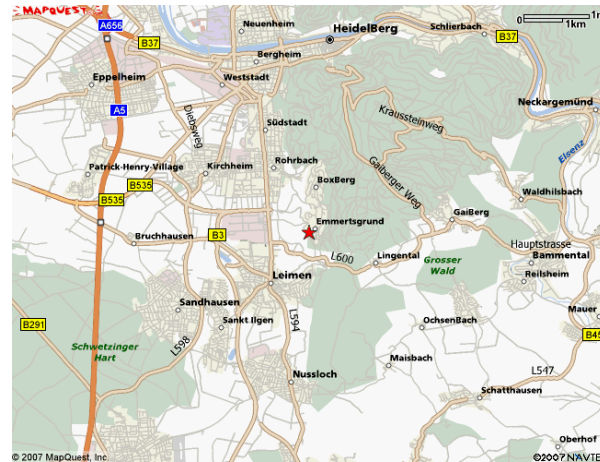 MAPQUEST
A656
B37
Neuenheim
HeidelBerg
Schlierbach
B37
1km
Bergheim
Eppelheim
Weststadt
Neckargemünd
A5
Diebsweg
Südstadt
Kraussteinweg
Elsenz
Patrick-Henry-Village
Kirchheim
Rohrbach
Gaiberger Weg
B535
BoxBerg
Waldhilsbach
B535
Emmertsgrund
GaiBerg
Bruchhausen
B3
L600
Lingental
Hauptstrasse
Bammental
Grosser
Wald
Reilsheim
Leimen
Sandhausen
Mauer
B291
Sankt Ilgen
L594
OchsenBach
B45
Schwetzinger
Hart
L598
Maisbach
L547
Nussloch
Schatthausen
Oberhof
© 2007 MapQuest, Inc.
©2007 NAVTE